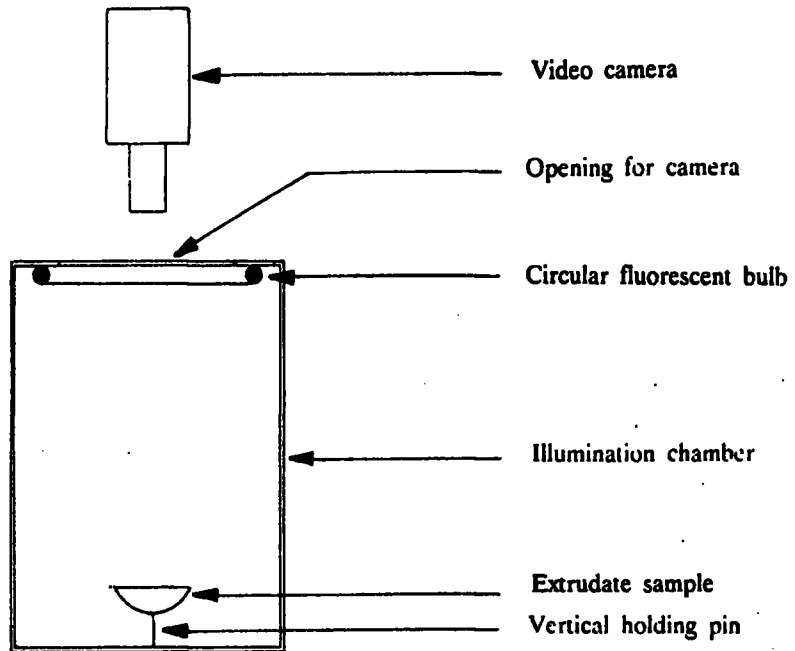 Video camera
Opening for camera
Circular fluorescent bulb
Illumination chamber
Extrudate sample
Vertical holding pin